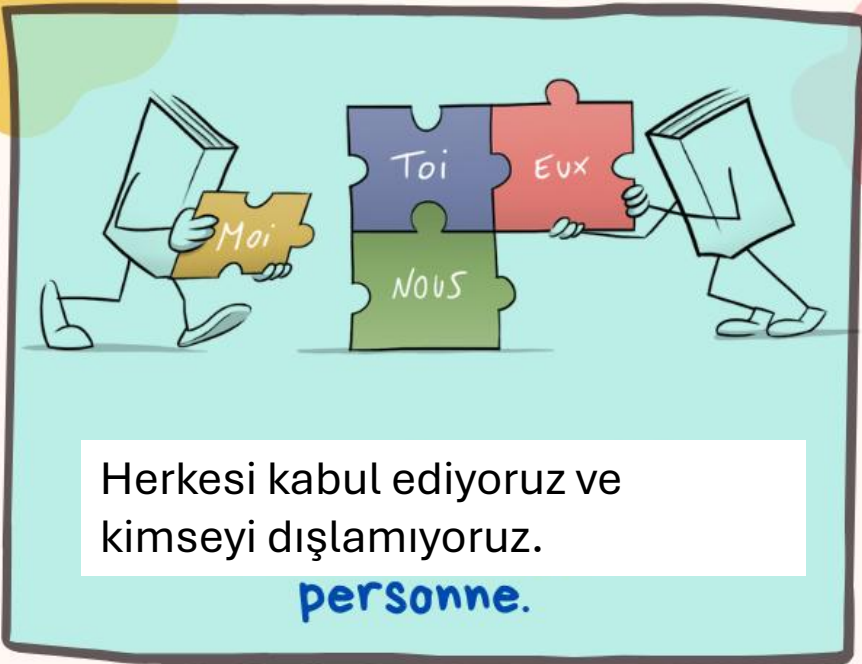 Toi
Eux
Moi
Nous
Herkesi kabul ediyoruz ve
kimseyi dışlamıyoruz.
personne.